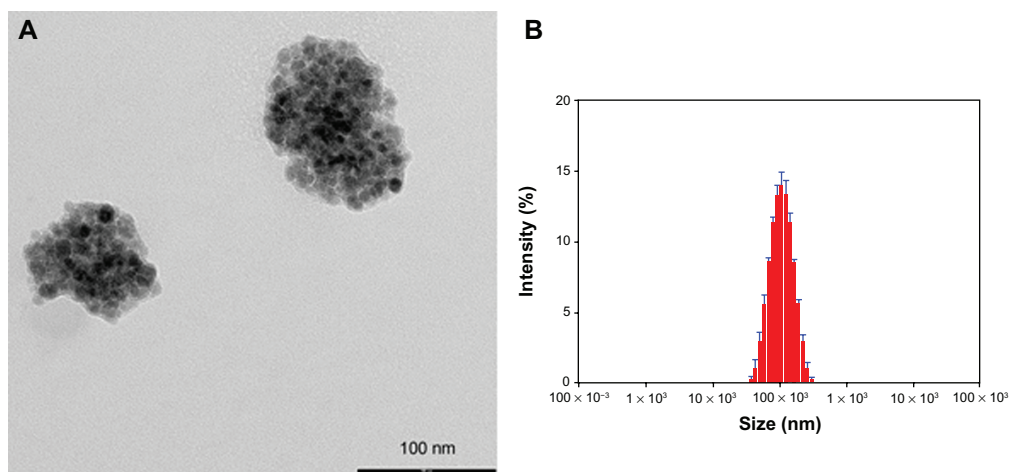 A
100 nm
B
20
15
10
5
0
Intensity (%)
100 × 10⁻³ 1 × 10³ 10 × 10³ 100 × 10³ 1 × 10³ 10 × 10³ 100 × 10³
Size (nm)